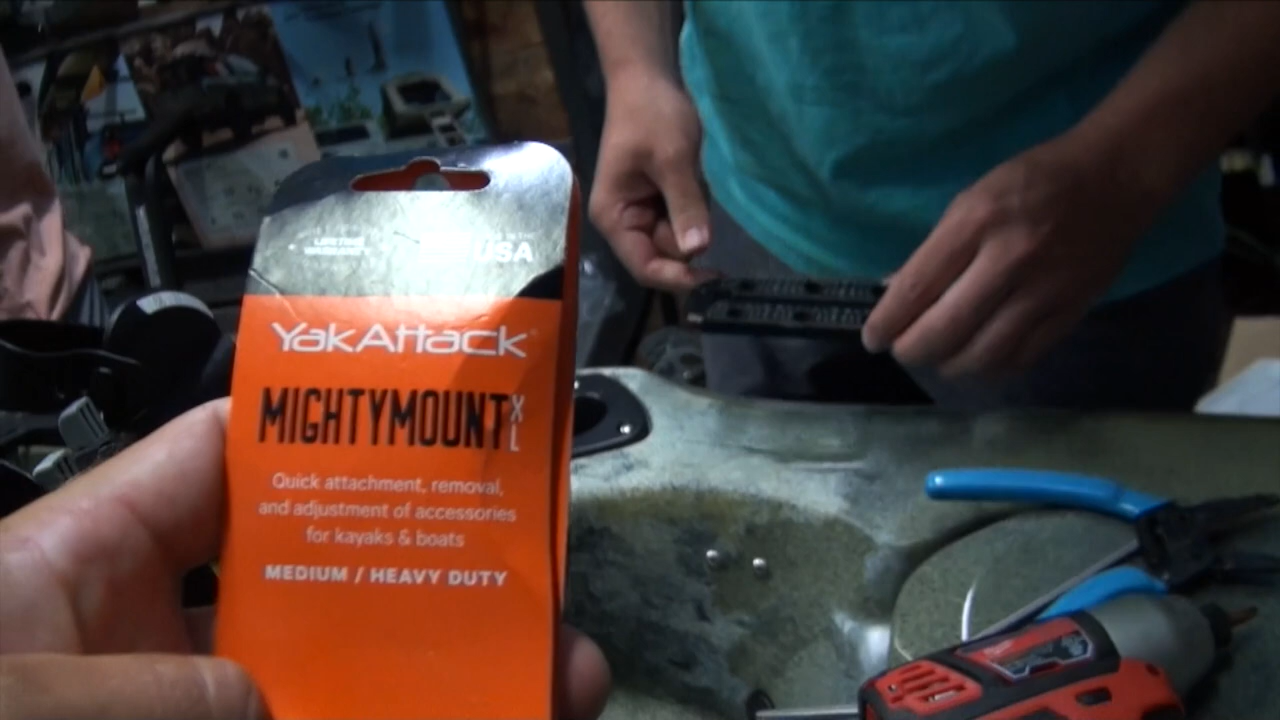 USA
YakAttack
MIGHTYMOUNT XL
Quick attachment, removal,
and adjustment of accessories
for kayaks & boats
MEDIUM / HEAVY DUTY